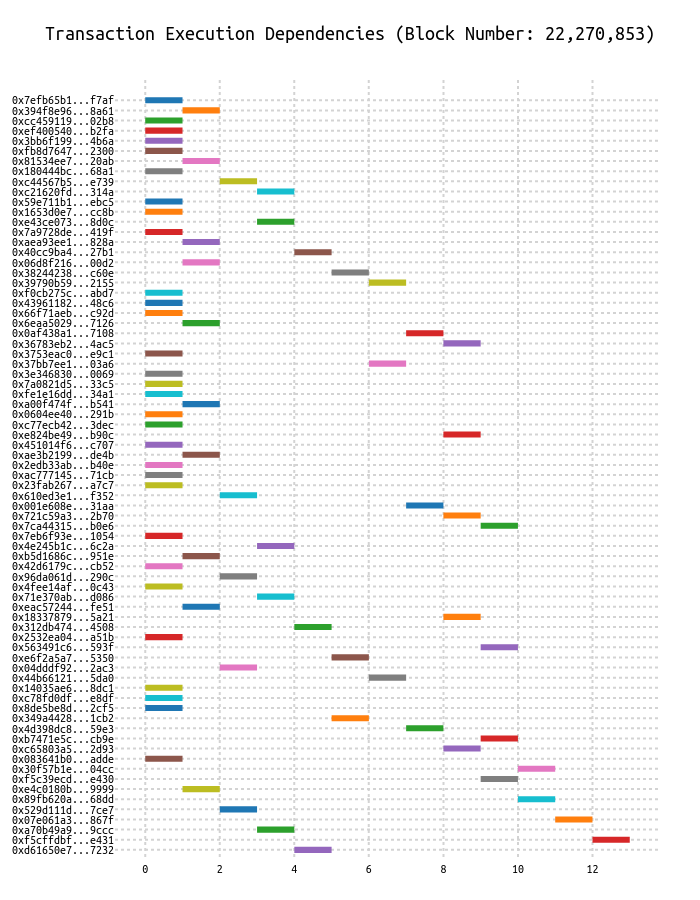 Transaction Execution Dependencies (Block Number: 22,270,853)
0x7efb65b1...f7af
0x394f8e96...8a61
0xcc459119...02b8
0xef400540...b2fa
0x3bb6f199...4b6a
0xfb8d7647...2300
0x81534ee7...20ab
0x180444bc...68a1
0xc44567b5...e739
0xc21620fd...314a
0x59e711b1...ebc5
0x1653d0e7...cc8b
0xe43ce073...8d0c
0x7a9728de...419f
0xaea93ee1...828a
0x40cc9ba4...27b1
0x06d8f216...00d2
0x38244238...c60e
0x39790b59...2155
0xf0cb275c...abd7
0x43961182...48c6
0x66f71aeb...c92d
0x6eaa5029...7126
0x0af438a1...7108
0x36783eb2...4ac5
0x3753eac0...e9c1
0x37bb7ee1...03a6
0x3e346830...0069
0x7a0821d5...33c5
0xfe1e16dd...34a1
0xa00f474f...b541
0x0604ee40...291b
0xc77ecb42...3dec
0xe824be49...b90c
0x451014f6...c707
0xae3b2199...de4b
0x2edb33ab...b40e
0xac777145...71cb
0x23fab267...a7c7
0x610ed3e1...f352
0x001e608e...31aa
0x721c59a3...2b70
0x7ca44315...b0e6
0x7eb6f93e...1054
0x4e245b1c...6c2a
0xb5d1686c...951e
0x42d6179c...cb52
0x96da061d...290c
0x4fee14af...0c43
0x71e370ab...d086
0xeac57244...fe51
0x18337879...5a21
0x312db474...4508
0x2532ea04...a51b
0x563491c6...593f
0xe6f2a5a7...5350
0x04dddf92...2ac3
0x44b66121...5da0
0x14035ae6...8dc1
0xc78fd0df...e8df
0x8de5be8d...2cf5
0x349a4428...1cb2
0x4d398dc8...59e3
0xb7471e5c...cb9e
0xc65803a5...2d93
0x083641b0...adde
0x30f57b1e...04cc
0xf5c39ecd...e430
0xe4c0180b...9999
0x89fb620a...68dd
0x529d111d...7ce7
0x07e061a3...867f
0xa70b49a9...9ccc
0xf5cffdbf...e431
0xd61650e7...7232
0 2 4 6 8 10 12